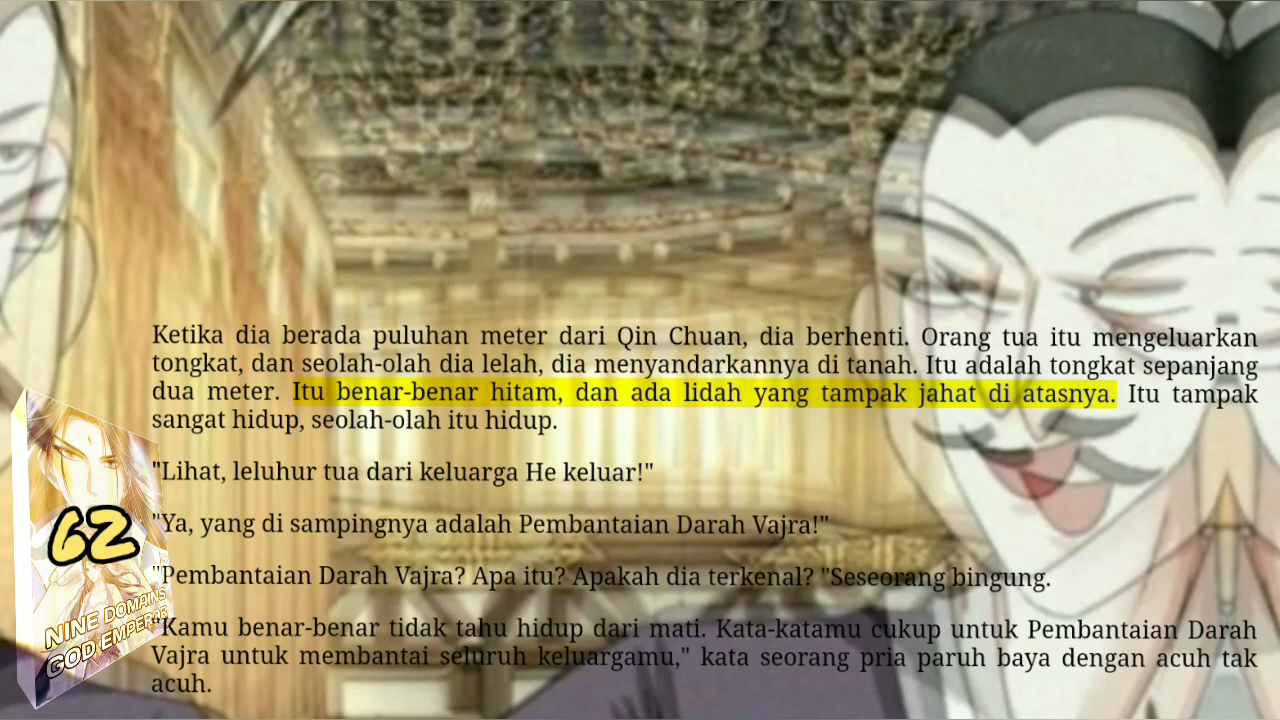 Ketika dia berada puluhan meter dari Qin Chuan, dia berhenti. Orang tua itu mengeluarkan
tongkat, dan seolah-olah dia lelah, dia menyandarkannya di tanah. Itu adalah tongkat sepanjang
dua meter. Itu benar-benar hitam, dan ada lidah yang tampak jahat di atasnya. Itu tampak
sangat hidup, seolah-olah itu hidup.
"Lihat, leluhur tua dari keluarga He keluar!"
"Ya, yang di sampingnya adalah Pembantaian Darah Vajra!"
"Pembantaian Darah Vajra? Apa itu? Apakah dia terkenal? "Seseorang bingung.
"Kamu benar-benar tidak tahu hidup dari mati. Kata-katamu cukup untuk Pembantaian Darah
Vajra untuk membantai seluruh keluargamu," kata seorang pria paruh baya dengan acuh tak
acuh.
62
NINE DOMAINS
GOD EMPEROR